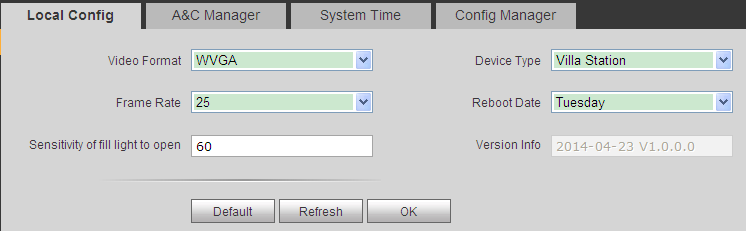 Local Config A&C Manager System Time Config Manager
Video Format WVGA Device Type Villa Station
Frame Rate 25 Reboot Date Tuesday
Sensitivity of fill light to open 60 Version Info 2014-04-23 V1.0.0.0
Default Refresh OK